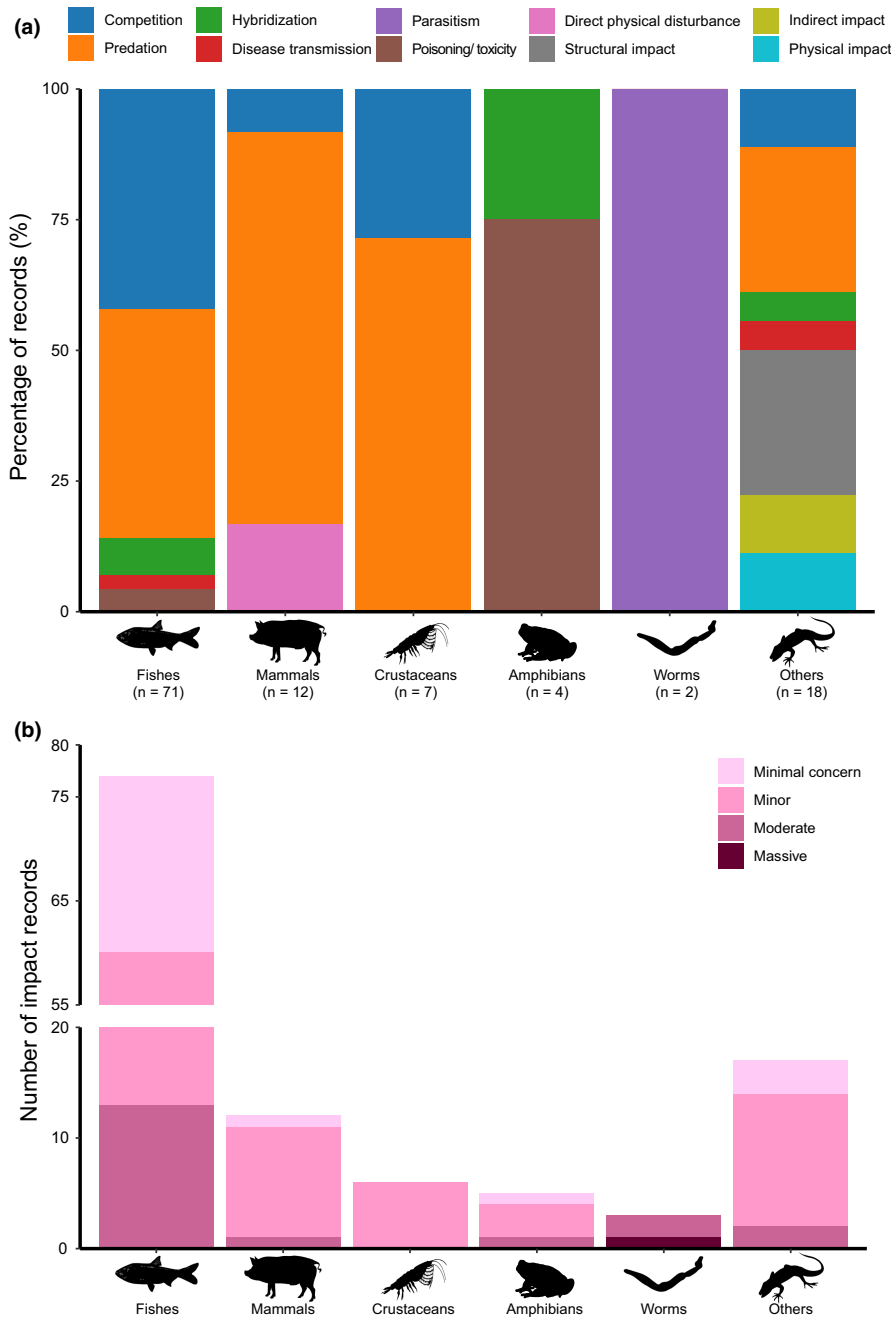 (a)
Competition
Hybridization
Parasitism
Direct physical disturbance
Indirect impact
Predation
Disease transmission
Poisoning/ toxicity
Structural impact
Physical impact
Percentage of records (%)
100
75
50
25
0
Fishes
(n = 71)
Mammals
(n = 12)
Crustaceans
(n = 7)
Amphibians
(n = 4)
Worms
(n = 2)
Others
(n = 18)
(b)
Number of impact records
80
75
65
55
20
10
0
Minimal concern
Minor
Moderate
Massive
Fishes
Mammals
Crustaceans
Amphibians
Worms
Others